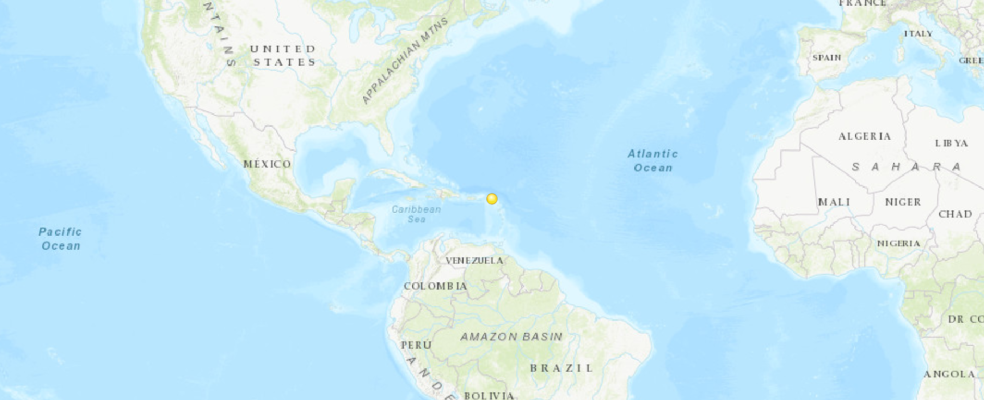 FRANCE
NTAINS
UNITED
STATES
APPALACHIAN MTNS
ITALY
SPAIN
GREE
ALGERIA
LIBYA
Atlantic
Ocean
MÉXICO
SAHARA
MALI
NIGER
CHAD
Caribbean
Sea
Pacific
Ocean
NIGERIA
VENEZUELA
COLOMBIA
DR CO
AMAZON BASIN
PERU
BRAZIL
ANDE
ANGOLA
BOLIVIA